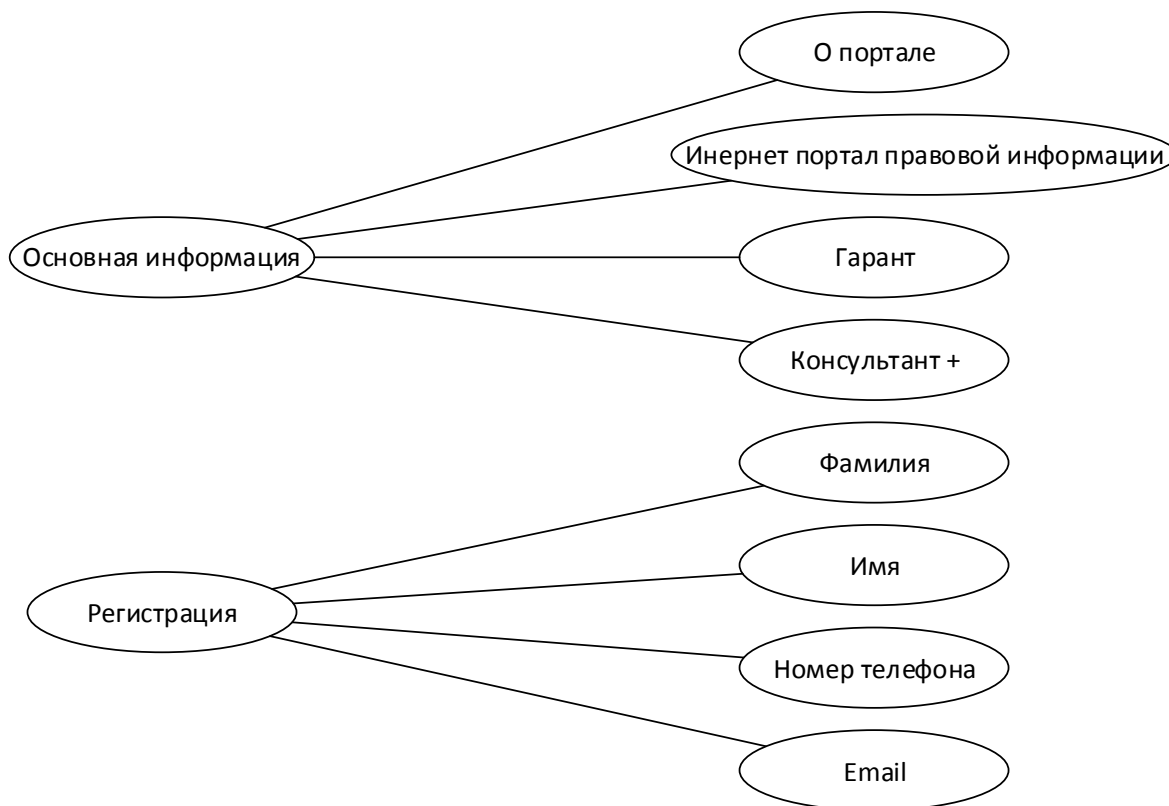 О портале
Инернет портал правовой информации
Основная информация
Гарант
Консультант +
Фамилия
Имя
Регистрация
Номер телефона
Email